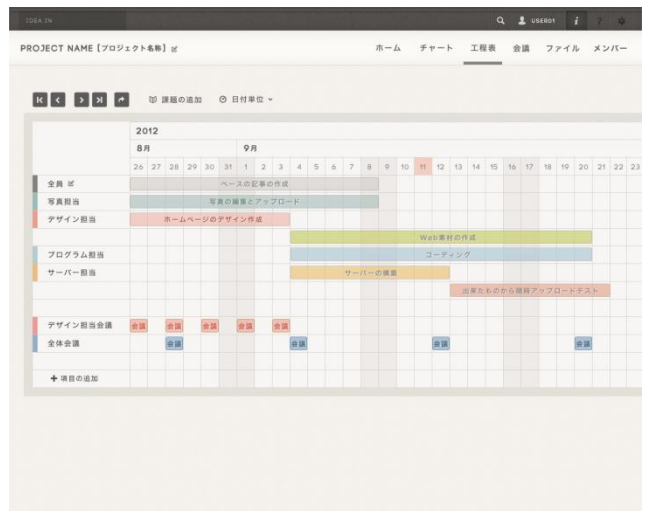 IDEA IN
USER01 i ?
PROJECT NAME [プロジェクト名称]
ホーム チャート 工程表 会議 ファイル メンバー
課題の追加 日付単位
2012
8月 9月
26 27 28 29 30 31 1 2 3 4 5 6 7 8 9 10 11 12 13 14 15 16 17 18 19 20 21 22 23
全員 ベースの記事の作成
写真担当 写真の編集とアップロード
デザイン担当 ホームページのデザイン作成
Web素材の作成
プログラム担当 コーディング
サーバー担当 サーバーの構築
出来たものから随時アップロードテスト
デザイン担当会議 会議 会議 会議 会議 会議
全体会議 会議 会議 会議 会議
+ 項目の追加